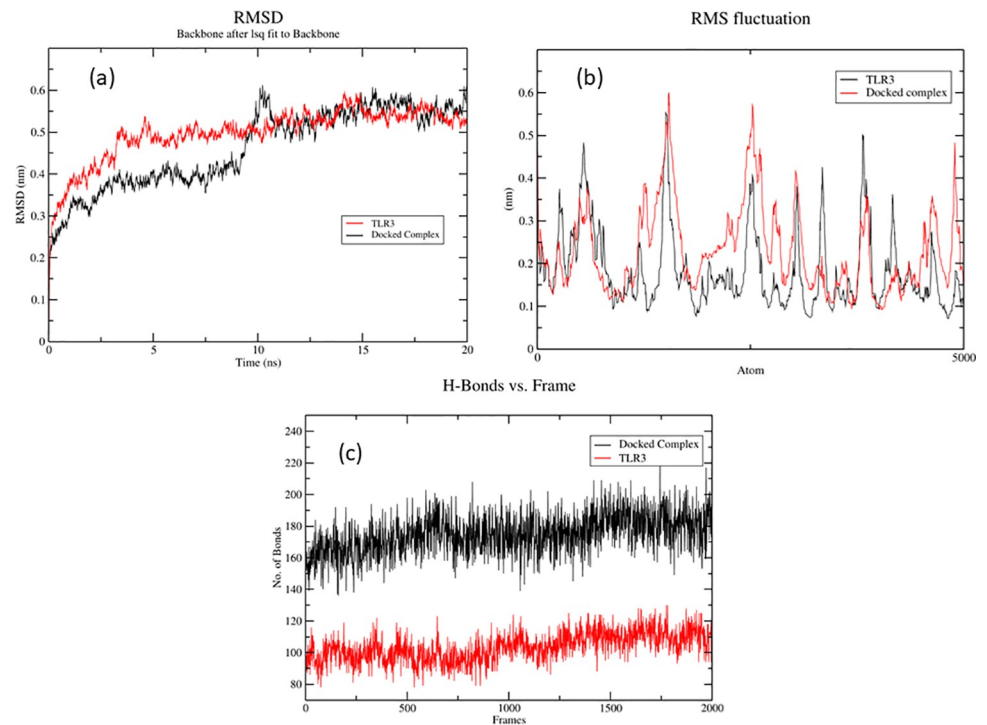 RMSD
Backbone after lsq fit to Backbone
(a)
0.6
0.5
0.4
0.3
0.2
0.1
0
RMSD (nm)
TLR3
Docked Complex
0 5 10 15 20
Time (ns)
RMS fluctuation
(b)
0.6
0.5
0.4
0.3
0.2
0.1
0
(nm)
TLR3
Docked complex
0 5000
Atom
H-Bonds vs. Frame
(c)
240
220
200
180
160
140
120
100
80
No. of Bonds
Docked Complex
TLR3
0 500 1000 1500 2000
Frames